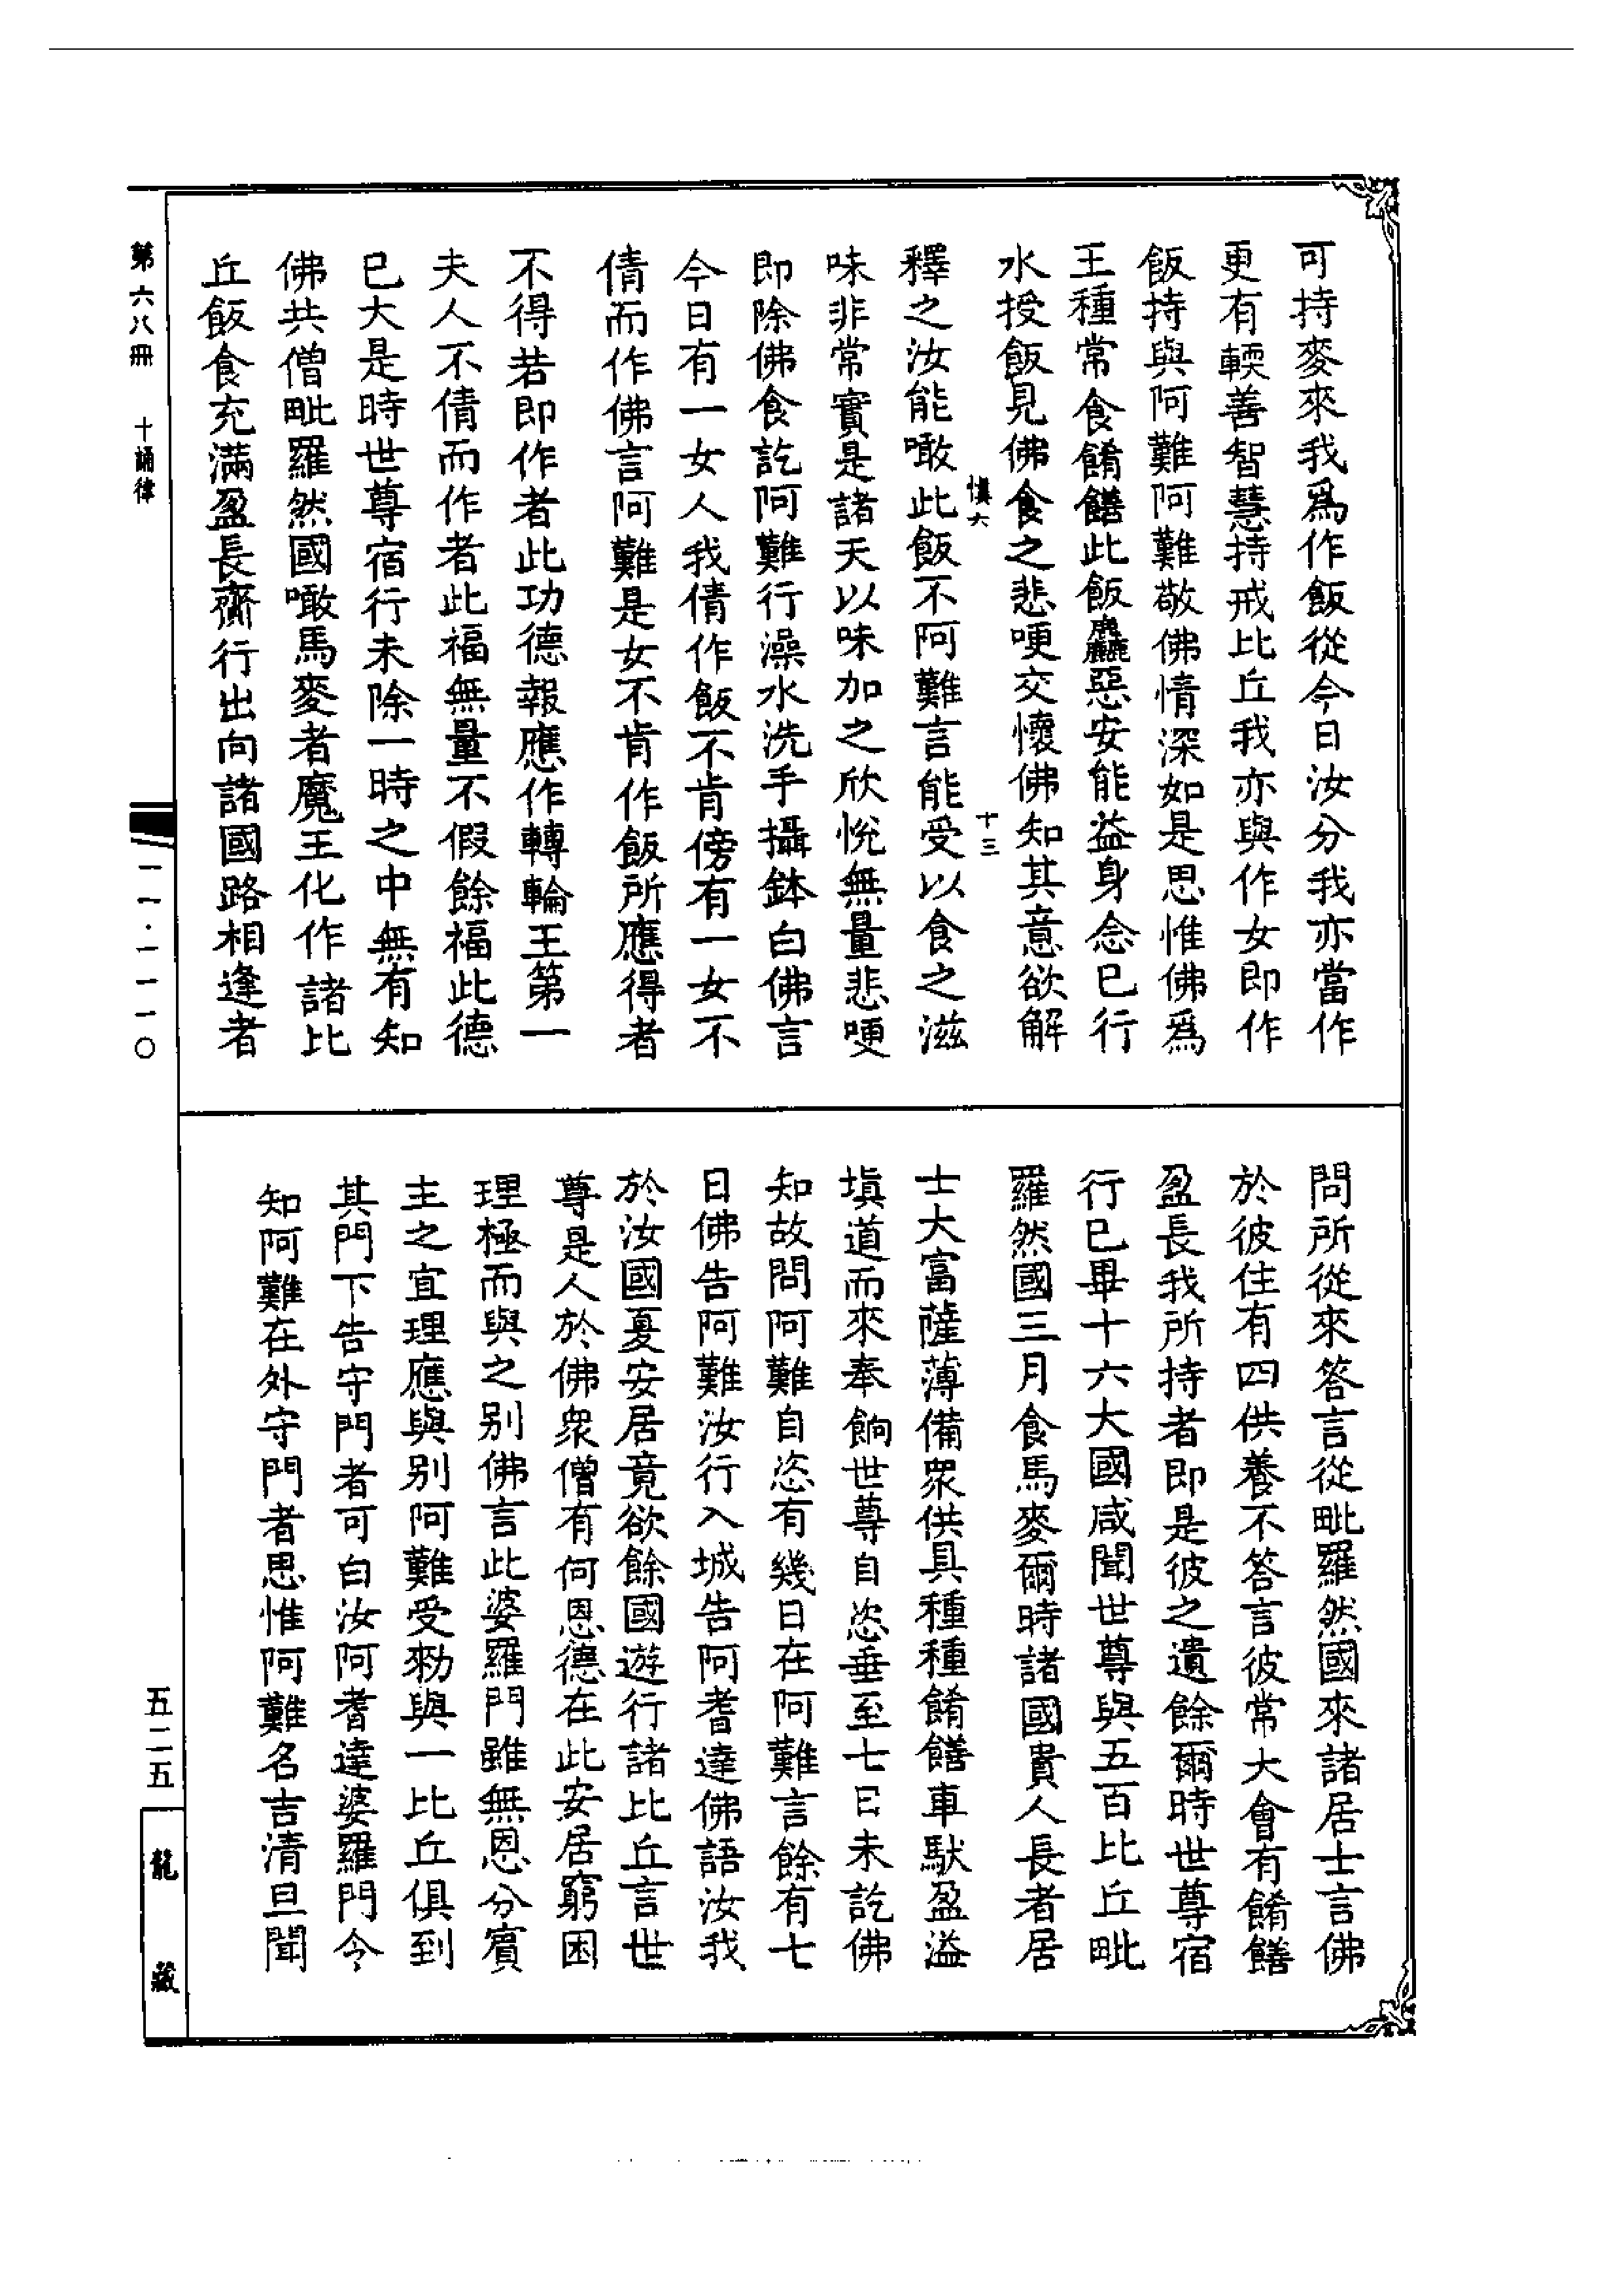 可持麥來我爲作飯從今日汝分我亦當作
更有輭善智慧持戒比丘我亦與作女即作
飯持與阿難阿難敬佛情深如是思惟佛爲
王種常食餚饍此飯麤惡安能益身念已行
水授飯見佛食之悲哽交懷佛知其意欲解
慎六
十三
釋之汝能噉此飯不阿難言能受以食之滋
味非常實是諸天以味加之欣悅無量悲哽
即除佛食訖阿難行澡水洗手攝鉢白佛言
今日有一女人我倩作飯不肯傍有一女不
倩而作佛言阿難是女不肯作飯所應得者
不得若即作者此功德報應作轉輪王第一
夫人不倩而作者此福無量不假餘福此德
已大是時世尊宿行未除一時之中無有知
佛共僧毗羅然國噉馬麥者魔王化作諸比
丘飯食充滿盈長齎行出向諸國路相逢者
問所從來答言從毗羅然國來諸居士言佛
於彼住有四供養不答言彼常大會有餚饍
盈長我所持者即是彼之遺餘爾時世尊宿
行已畢十六大國咸聞世尊與五百比丘毗
羅然國三月食馬麥爾時諸國貴人長者居
士大富薩薄備衆供具種種餚饍車馱盈溢
塡道而來奉餉世尊自恣垂至七日未訖佛
知故問阿難自恣有幾日在阿難言餘有七
日佛告阿難汝行入城告阿耆達佛語汝我
於汝國夏安居竟欲餘國遊行諸比丘言世
尊是人於佛衆僧有何恩德在此安居窮困
理極而與之别佛言此婆羅門雖無恩分賓
主之宜理應與别阿難受勑與一比丘俱到
其門下告守門者可白汝阿耆達婆羅門今
知阿難在外守門者思惟阿難名吉清旦聞
第六八冊 十誦律
一一·一一一〇
五二五
龍藏